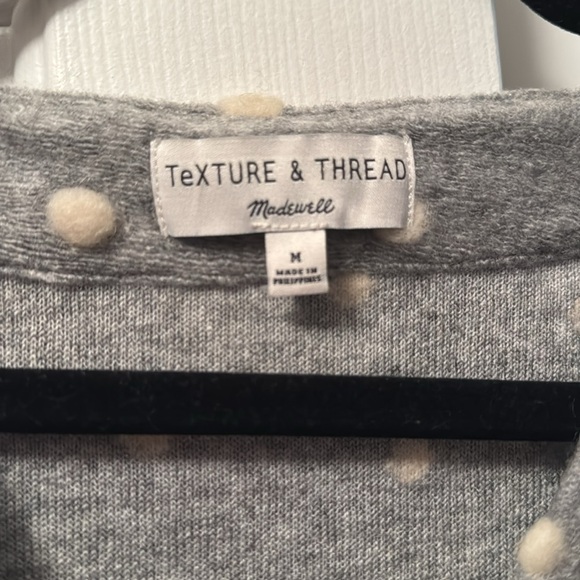 TeXTURE & THREAD
Madewell
M
MADE IN
PHILIPPINES